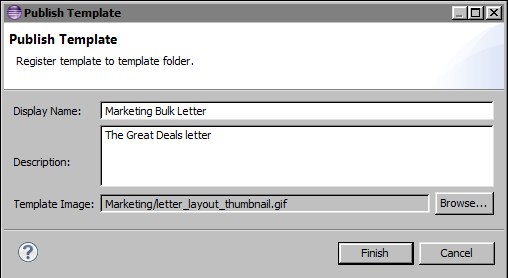 Publish Template
Publish Template
Register template to template folder.
Display Name: Marketing Bulk Letter
Description: The Great Deals letter
Template Image: Marketing/letter_layout_thumbnail.gif Browse...
? Finish Cancel